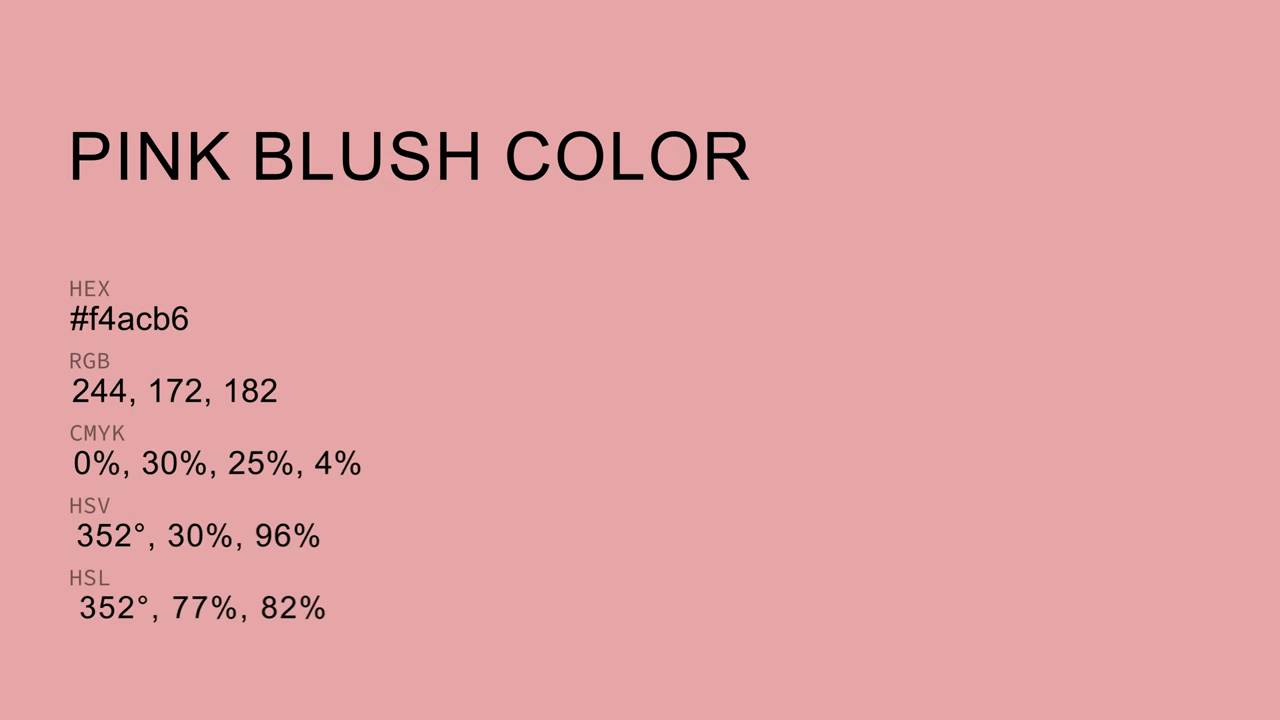 PINK BLUSH COLOR
HEX
#f4acb6
RGB
244, 172, 182
CMYK
0%, 30%, 25%, 4%
HSV
352°, 30%, 96%
HSL
352°, 77%, 82%